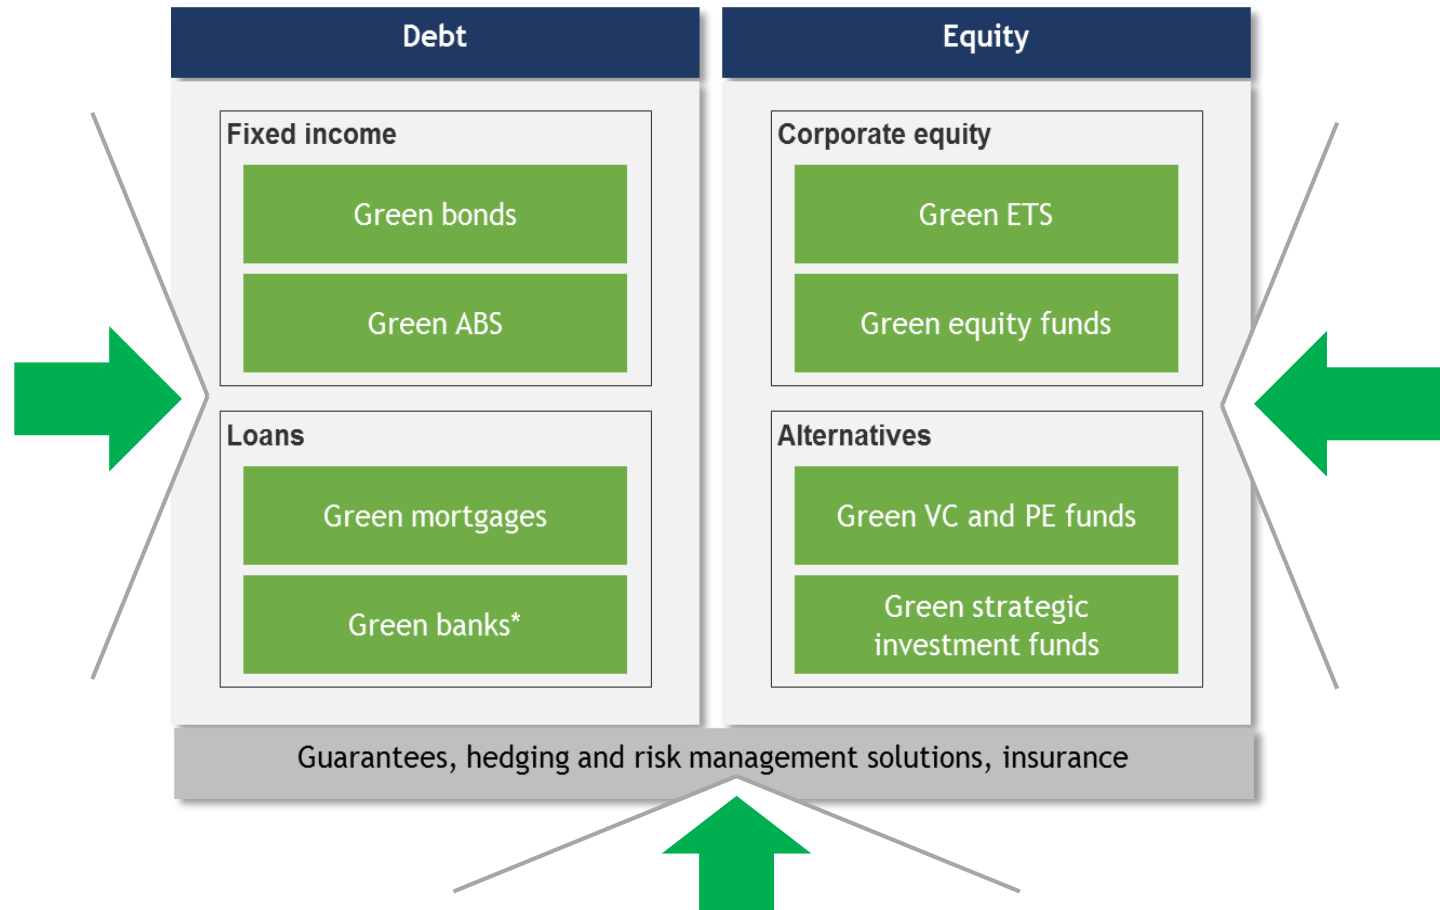 Debt
Fixed income
Green bonds
Green ABS
Loans
Green mortgages
Green banks*
Equity
Corporate equity
Green ETS
Green equity funds
Alternatives
Green VC and PE funds
Green strategic
investment funds
Guarantees, hedging and risk management solutions, insurance